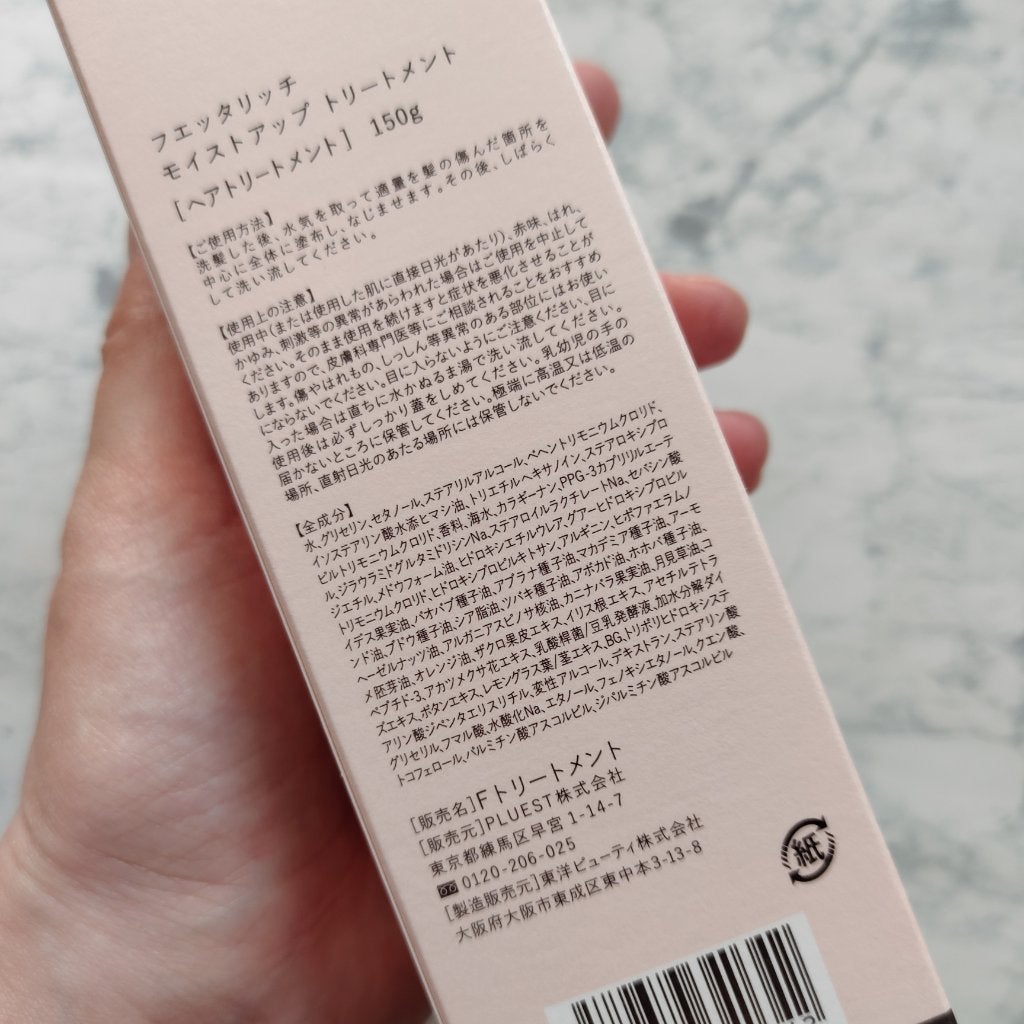 フエッタリッチ
モイストアップ トリートメント
[ヘアトリートメント] 150g
【ご使用方法】
洗髪した後、水気を取って適量を髪の傷んだ箇所を
中心に全体に塗布し、なじませます。その後、しばらく
して洗い流してください。
【使用上の注意】
使用中(または使用した肌に直接日光があたり)、赤味、はれ、
かゆみ、刺激等の異常があらわれた場合はご使用を中止して
ください。そのまま使用を続けますと症状を悪化させることが
ありますので、皮膚科専門医等にご相談されることをおすすめ
します。傷やはれもの、しっしん等異常のある部位にはお使い
にならないでください。目に入らないようにご注意ください。目に
入った場合は直ちに水かぬるま湯で洗い流してください。
使用後は必ずしっかり蓋をしめてください。乳幼児の手の
届かないところに保管してください。極端に高温又は低温の
場所、直射日光のあたる場所には保管しないでください。
【全成分】
水、グリセリン、セタノール、ステアリルアルコール、ベヘントリモニウムクロリド、
イソステアリン酸水添ヒマシ油、トリエチルヘキサノイン、ステアロキシプロ
ピルトリモニウムクロリド、香料、海水、カラギーナン、PPG-3カプリリルエーテ
ル、ジラウラミドグルタミドリシンNa、ステアロイルラクチレートNa、セバシン酸
ジエチル、メドウフォーム油、ヒドロキシエチルウレア、グアーヒドロキシプロピル
トリモニウムクロリド、ヒドロキシプロピルキトサン、アルギニン、ヒポファエラムノ
イデス果実油、バオバブ種子油、アプラナ種子油、マカデミア種子油、アーモ
ンド油、ブドウ種子油、シア脂油、ツバキ種子油、アボカド油、ホホバ種子油、
ヘーゼルナッツ油、アルガニアスピノサ核油、カニナバラ果実油、月見草油、コ
メ胚芽油、オレンジ油、ザクロ果皮エキス、イリス根エキス、アセチルテトラ
ペプチド-3、アカツメクサ花エキス、乳酸桿菌/豆乳発酵液、加水分解ダイ
ズエキス、ボタンエキス、レモングラス葉/茎エキス、BG、トリポリヒドロキシステ
アリン酸ジペンタエリスリチル、変性アルコール、デキストラン、ステアリン酸
グリセリル、フマル酸、水酸化Na、エタノール、フェノキシエタノール、クエン酸、
トコフェロール、パルミチン酸アスコルビル、ジパルミチン酸アスコルビル
[販売名]Fトリートメント
[販売元]PLUEST株式会社
東京都練馬区早宮 1-14-7
0120-206-025
[製造販売元]東洋ビューティ株式会社
大阪府大阪市東成区東中本3-13-8
紙